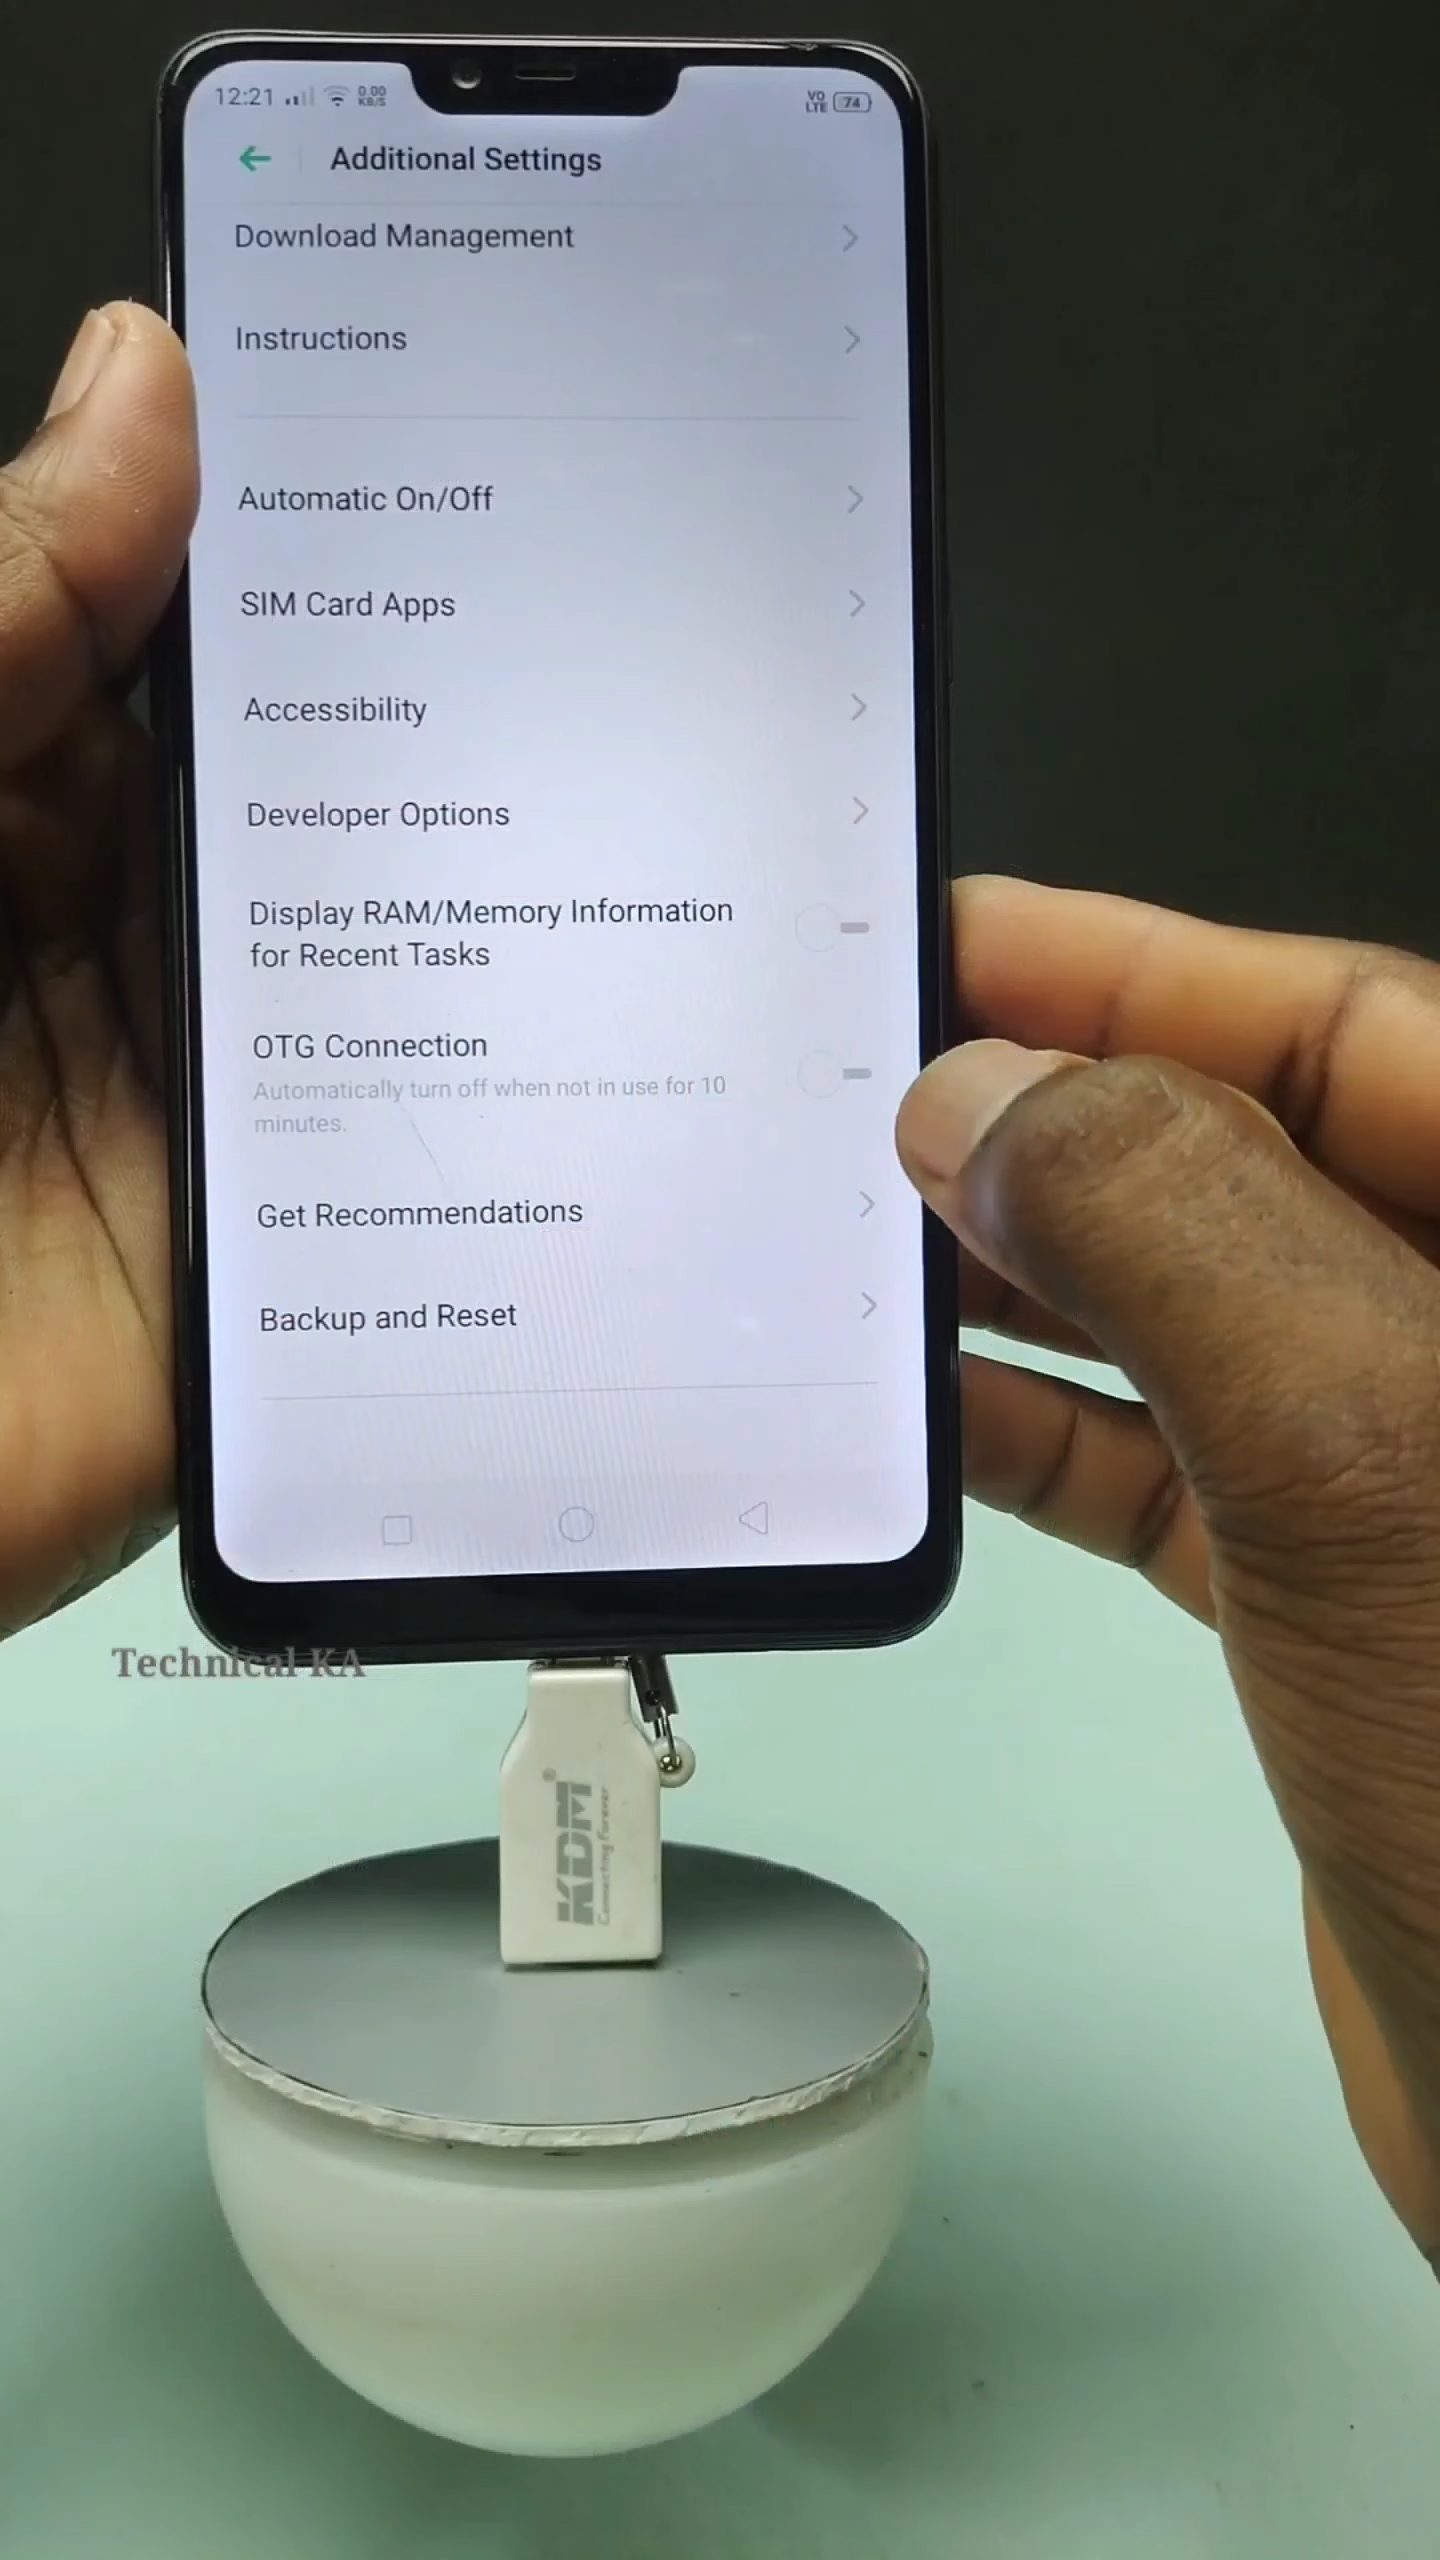 12:21 0.00 KB/S VO LTE 74
Additional Settings
Download Management
Instructions
Automatic On/Off
SIM Card Apps
Accessibility
Developer Options
Display RAM/Memory Information
for Recent Tasks
OTG Connection
Automatically turn off when not in use for 10
minutes.
Get Recommendations
Backup and Reset
Technical KA
KDM®
Connecting Forever